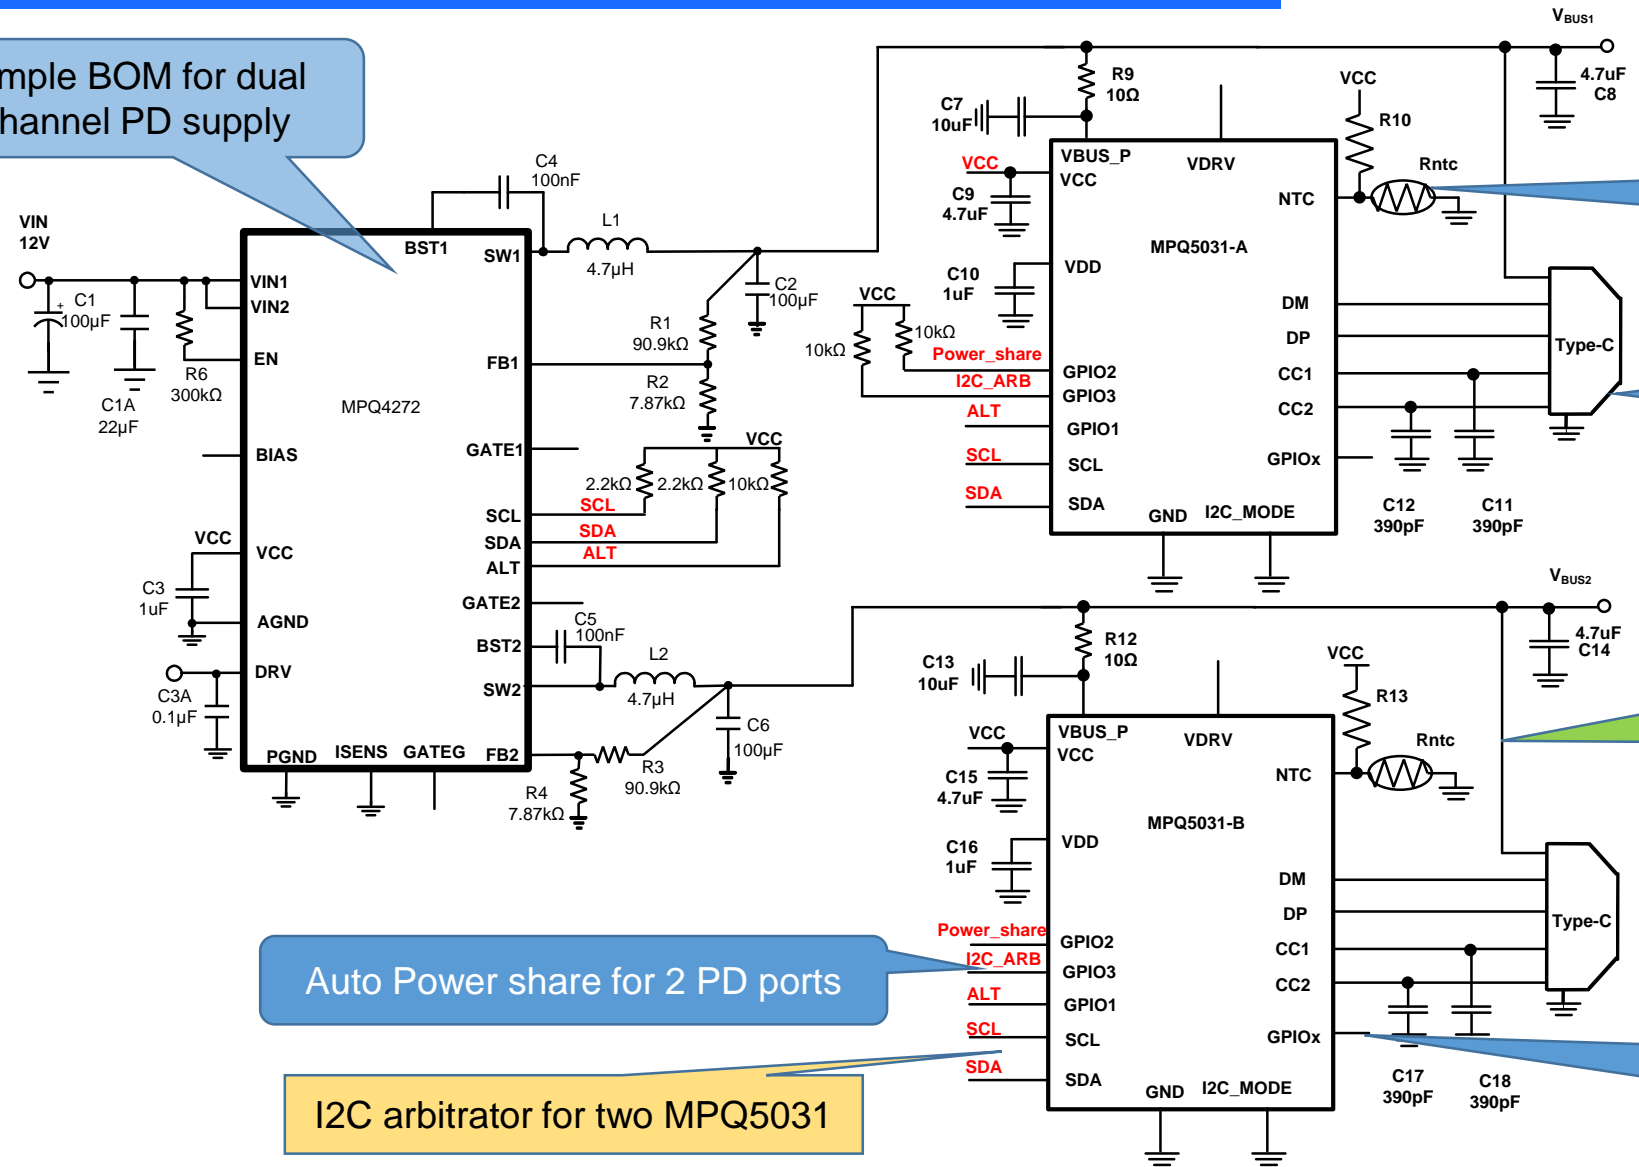 mple BOM for dual
hannel PD supply
VIN
12V
C1
100µF
+
C1A
22µF
R6
300kΩ
VCC
C3
1uF
C3A
0.1µF
VIN1
VIN2
EN
BIAS
VCC
AGND
DRV
PGND
ISENS
GATEG
MPQ4272
BST1
SW1
FB1
GATE1
SCL
SDA
ALT
GATE2
BST2
SW2
FB2
C4
100nF
L1
4.7µH
C2
100µF
R1
90.9kΩ
R2
7.87kΩ
VCC
2.2kΩ
2.2kΩ
10kΩ
SCL
SDA
ALT
C5
100nF
L2
4.7µH
C6
100µF
R3
90.9kΩ
R4
7.87kΩ
VBUS1
4.7uF
C8
R9
10Ω
C7
10uF
VCC
C9
4.7uF
C10
1uF
VCC
10kΩ
10kΩ
Power_share
I2C_ARB
ALT
SCL
SDA
VBUS_P
VCC
VDRV
NTC
MPQ5031-A
VDD
DM
DP
GPIO2
CC1
GPIO3
CC2
GPIO1
GPIOx
SCL
SDA
GND
I2C_MODE
VCC
R10
Rntc
Type-C
C12
390pF
C11
390pF
VBUS2
4.7uF
C14
R12
10Ω
C13
10uF
VCC
C15
4.7uF
C16
1uF
Power_share
I2C_ARB
ALT
SCL
SDA
VBUS_P
VCC
VDRV
NTC
MPQ5031-B
VDD
DM
DP
GPIO2
CC1
GPIO3
CC2
GPIO1
GPIOx
SCL
SDA
GND
I2C_MODE
VCC
R13
Rntc
Type-C
C17
390pF
C18
390pF
Auto Power share for 2 PD ports
I2C arbitrator for two MPQ5031